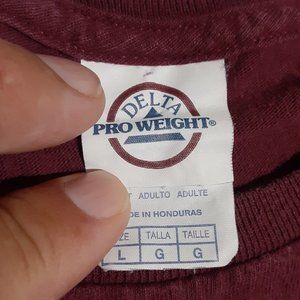 DELTA
PRO WEIGHT®
ADULTO ADULTE
IN HONDURAS
TALLA TAILLE
L G G